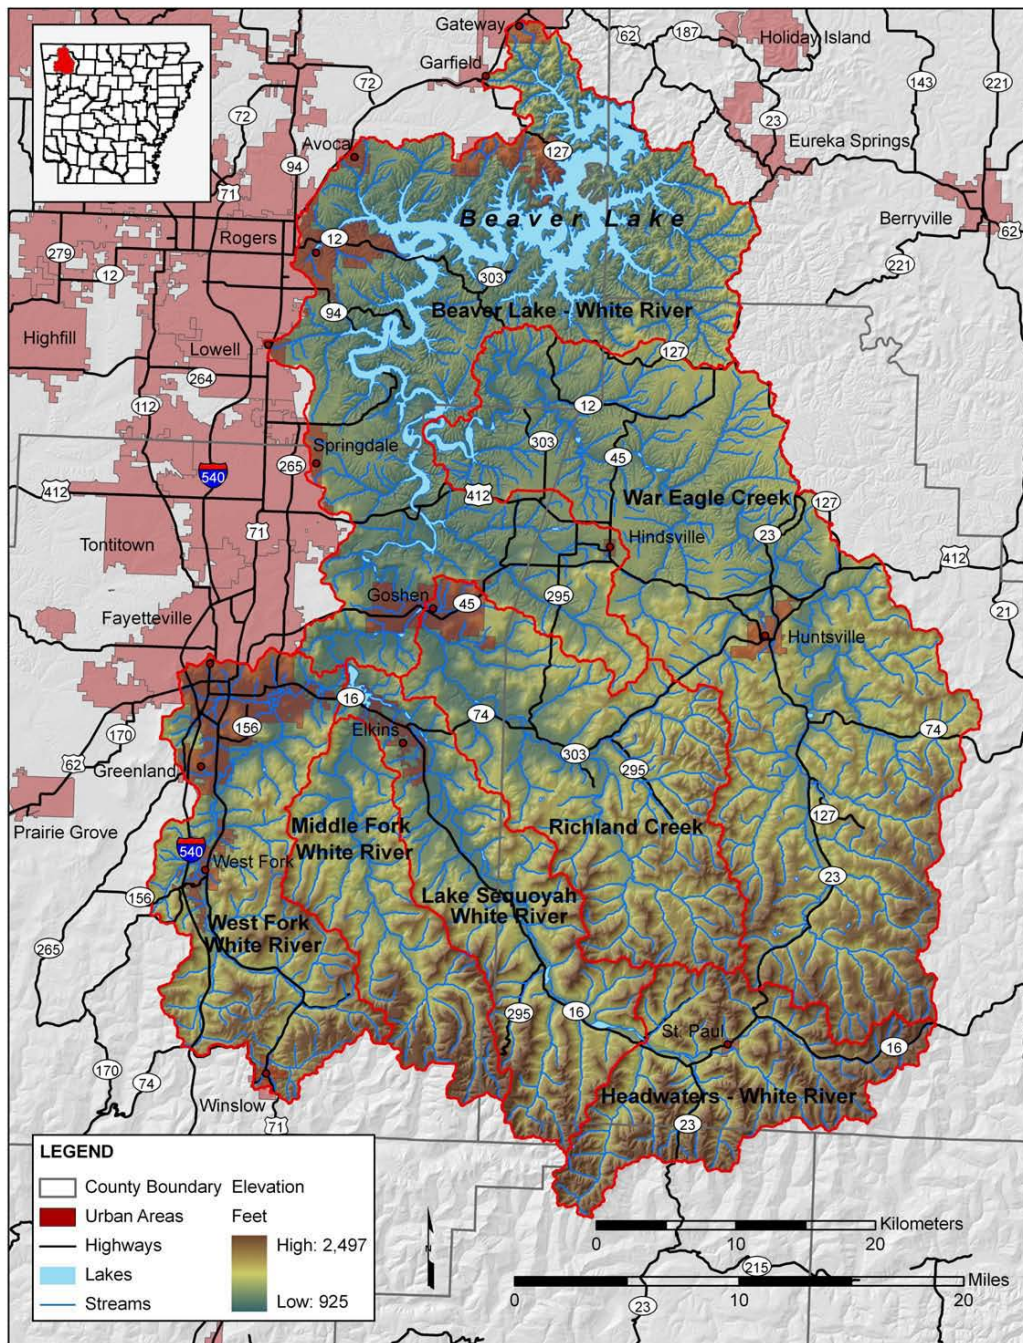 Gateway
62
187
Holiday Island
Garfield
72
143
221
72
23
94
Avoca
127
Eureka Springs
71
Beaver Lake
Berryville
Rogers
12
62
279
12
303
221
94
Beaver Lake - White River
Highfill
Lowell
127
264
112
12
303
Springdale
45
265
540
412
412
War Eagle Creek
127
71
23
Tontitown
Hindsville
412
Goshen
45
295
21
Fayetteville
Huntsville
16
74
156
Elkins
74
170
62
303
Greenland
295
127
Prairie Grove
Middle Fork
White River
Richland Creek
540
West Fork
23
156
Lake Sequoyah
White River
West Fork
White River
265
295
16
St. Paul
16
170
74
Headwaters - White River
Winslow
71
23
LEGEND
County Boundary
Urban Areas
Highways
Lakes
Streams
Elevation
Feet
High: 2,497
Low: 925
N
Kilometers
0 10 20
215
Miles
0 10 20
23